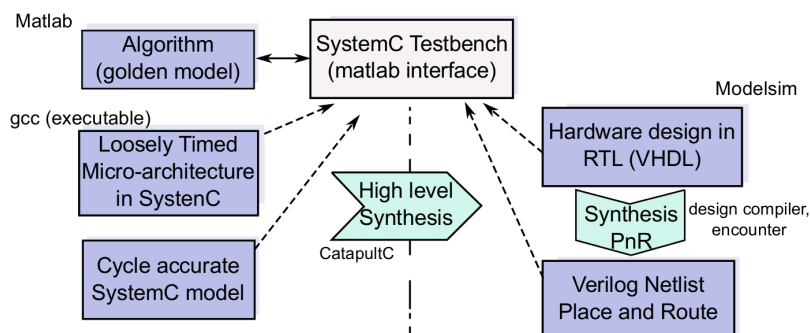 Matlab
Algorithm
(golden model)
SystemC Testbench
(matlab interface)
Modelsim
gcc (executable)
Loosely Timed
Micro-architecture
in SystenC
Hardware design in
RTL (VHDL)
High level
Synthesis
CatapultC
Synthesis
PnR
design compiler,
encounter
Cycle accurate
SystemC model
Verilog Netlist
Place and Route